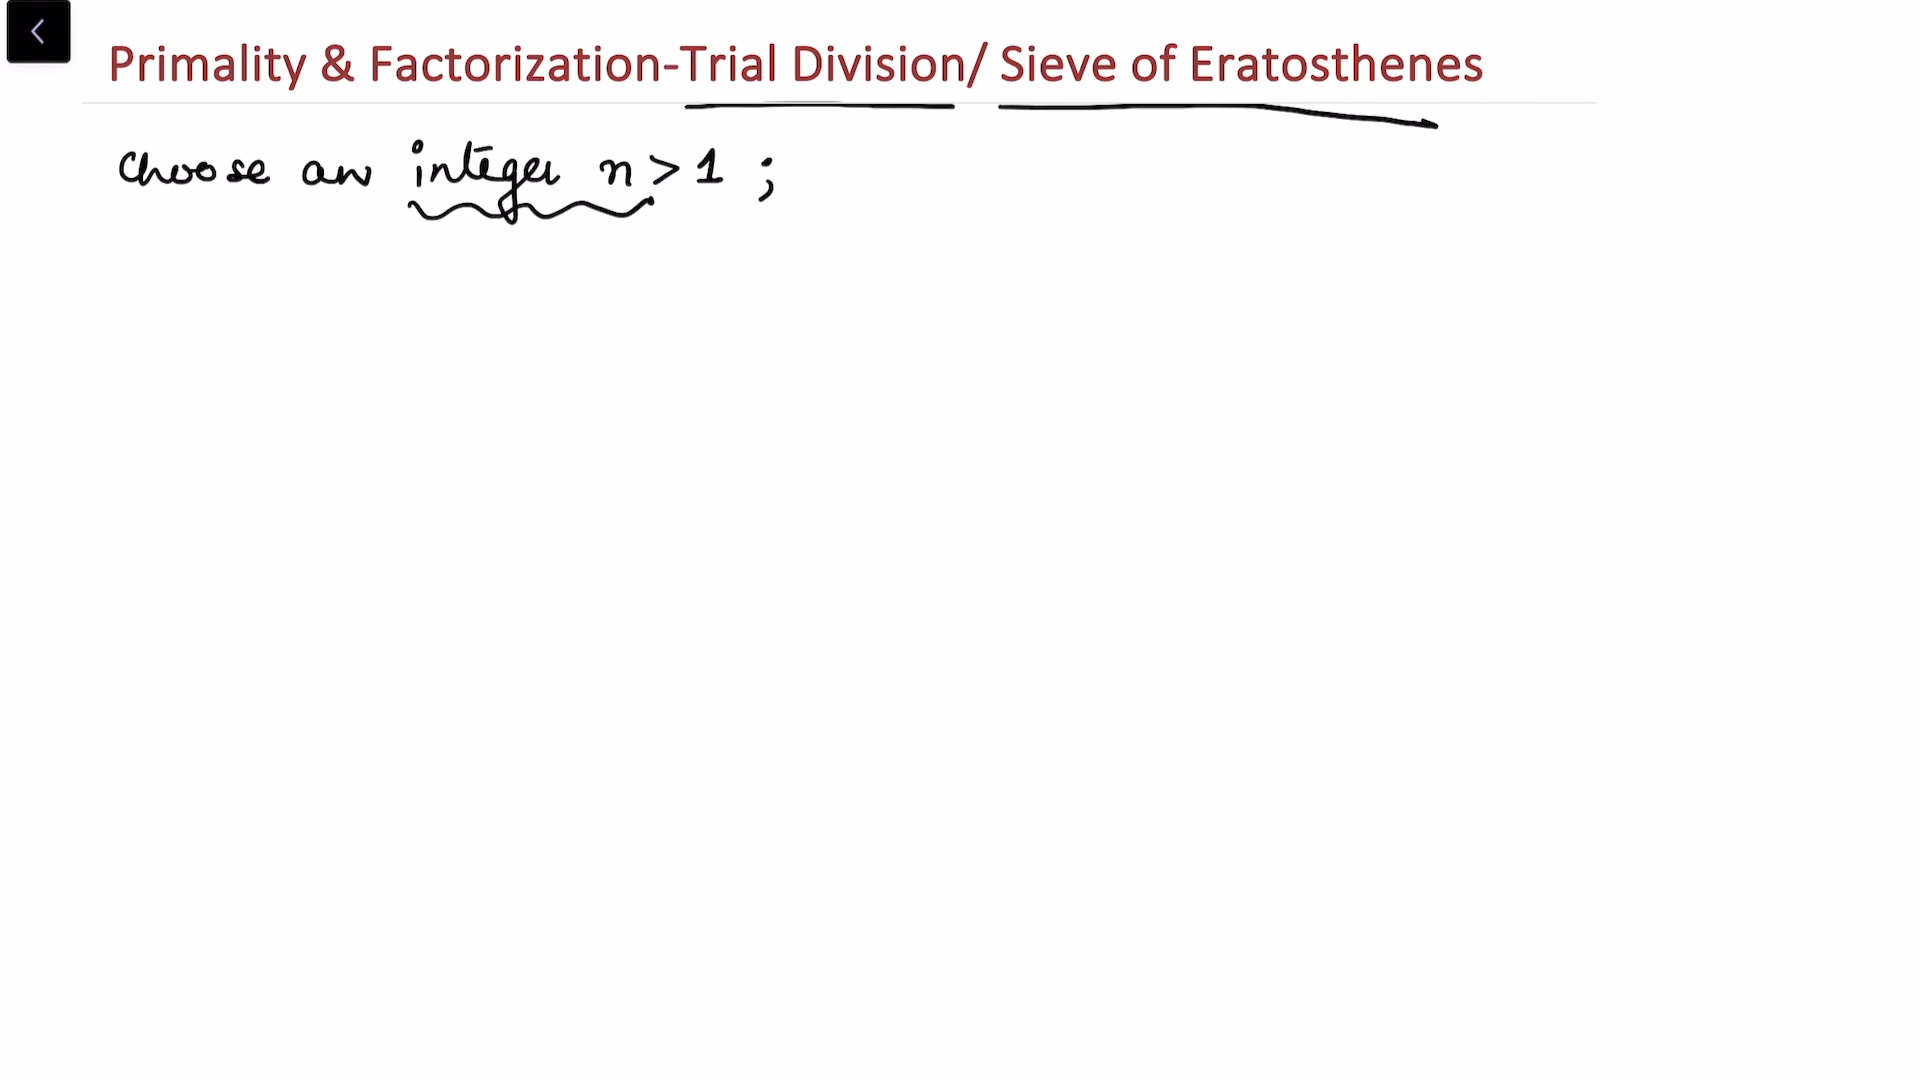 Primality & Factorization-Trial Division/ Sieve of Eratosthenes
Choose an integer n > 1 ;